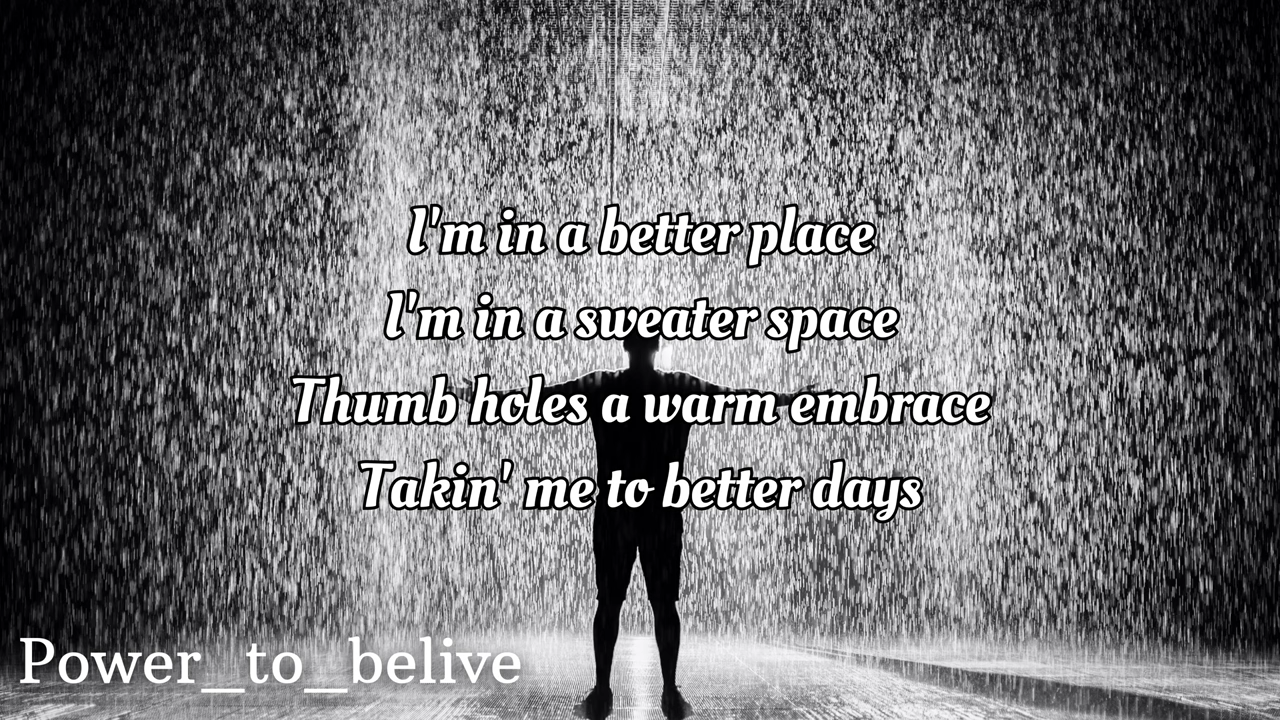 I'm in a better place
I'm in a sweater space
Thumb holes a warm embrace
Takin' me to better days
Power_to_belive